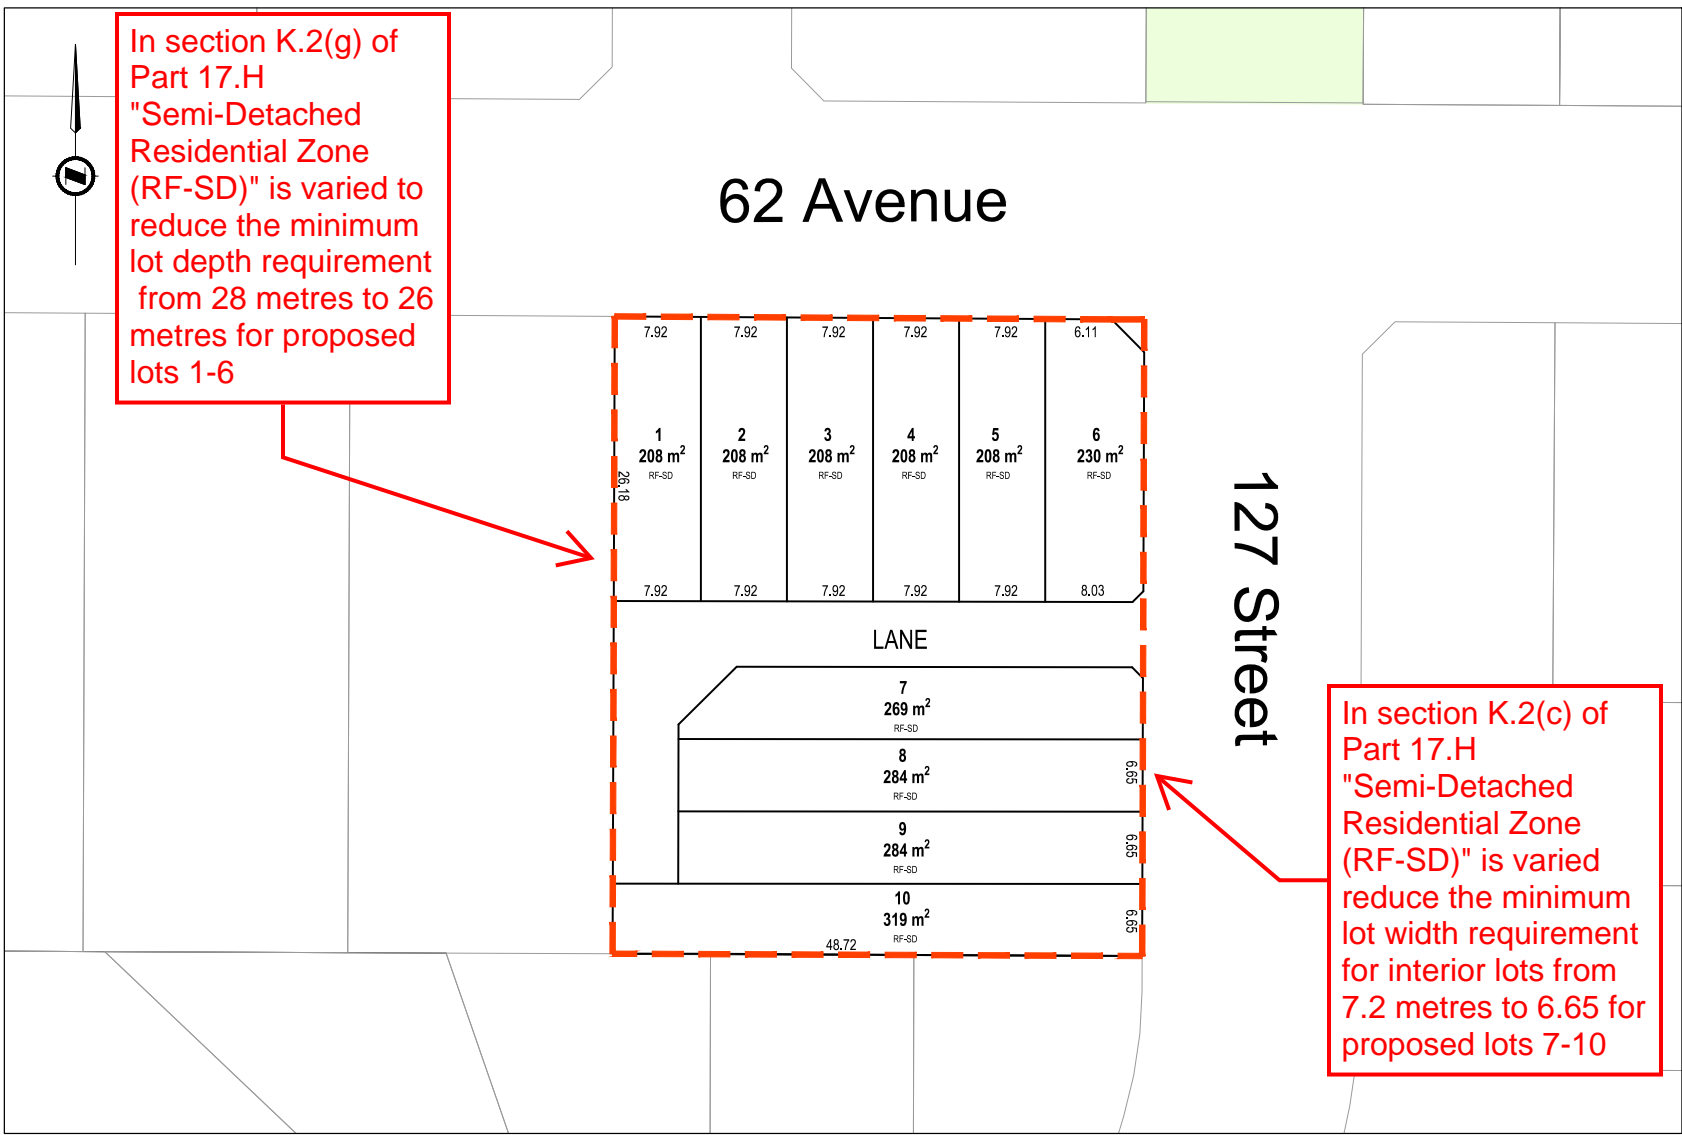 In section K.2(g) of
Part 17.H
"Semi-Detached
Residential Zone
(RF-SD)" is varied to
reduce the minimum
lot depth requirement
from 28 metres to 26
metres for proposed
lots 1-6
62 Avenue
7.92 7.92 7.92 7.92 7.92 6.11
1 2 3 4 5 6
208 m² 208 m² 208 m² 208 m² 208 m² 230 m²
RF-SD RF-SD RF-SD RF-SD RF-SD RF-SD
26.18
7.92 7.92 7.92 7.92 7.92 8.03
127 Street
LANE
7
269 m²
RF-SD
8
284 m²
RF-SD
6.65
9
284 m²
RF-SD
6.65
10
319 m²
RF-SD
6.65
48.72
In section K.2(c) of
Part 17.H
"Semi-Detached
Residential Zone
(RF-SD)" is varied
reduce the minimum
lot width requirement
for interior lots from
7.2 metres to 6.65 for
proposed lots 7-10